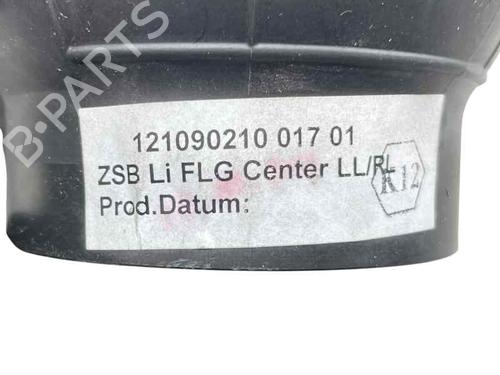 B-PARTS
121090210 017 01
ZSB Li FLG Center LL/RL
K12
Prod.Datum: